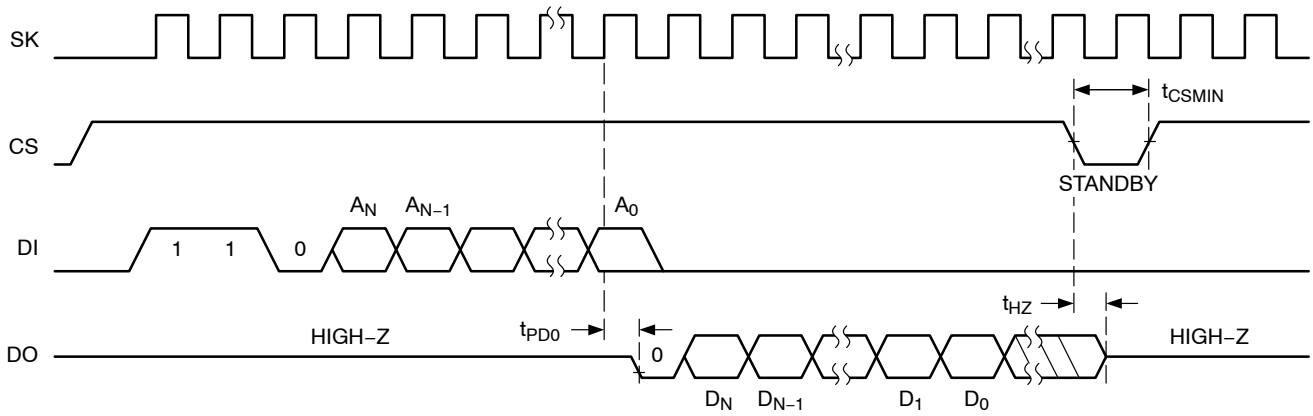 SK
t_CSMIN
CS
STANDBY
A_N A_N–1 A_0
DI 1 1 0
t_HZ
t_PD0
HIGH–Z HIGH–Z
DO 0
D_N D_N–1 D_1 D_0